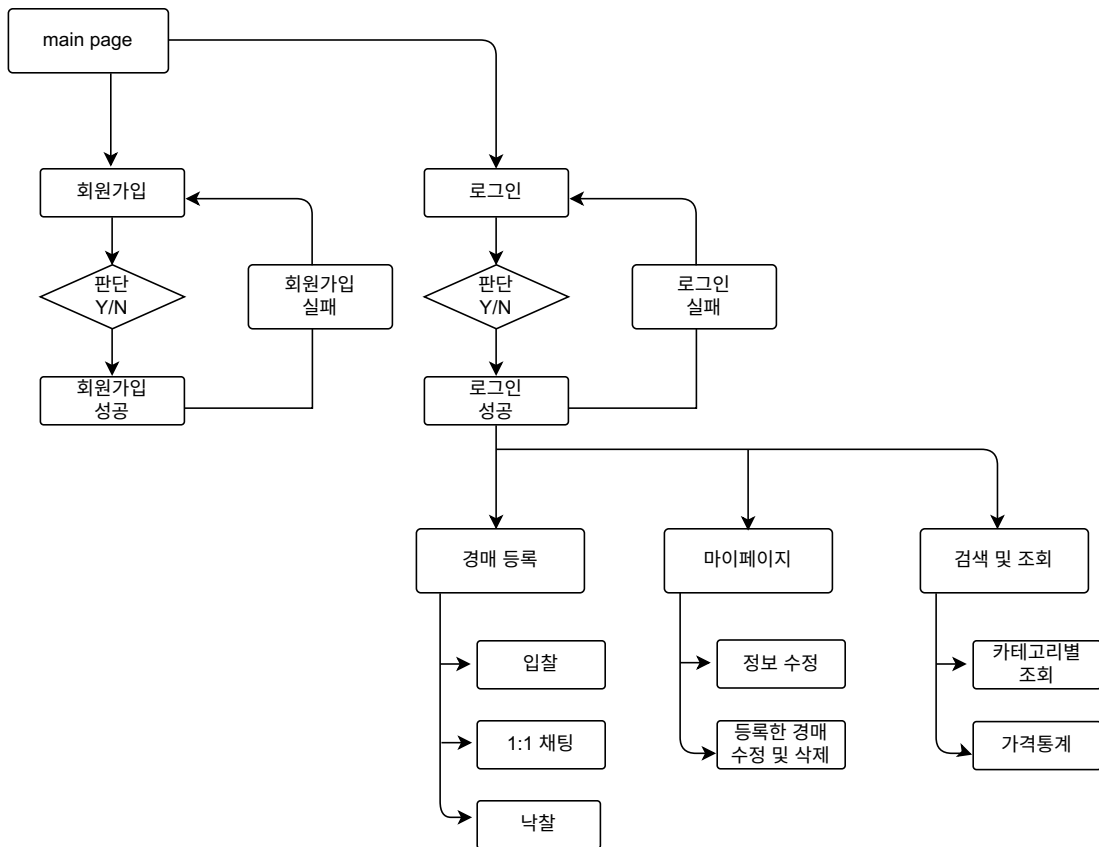 main page
회원가입
로그인
판단
Y/N
회원가입
실패
판단
Y/N
로그인
실패
회원가입
성공
로그인
성공
경매 등록
마이페이지
검색 및 조회
입찰
정보 수정
카테고리별
조회
1:1 채팅
등록한 경매
수정 및 삭제
가격통계
낙찰